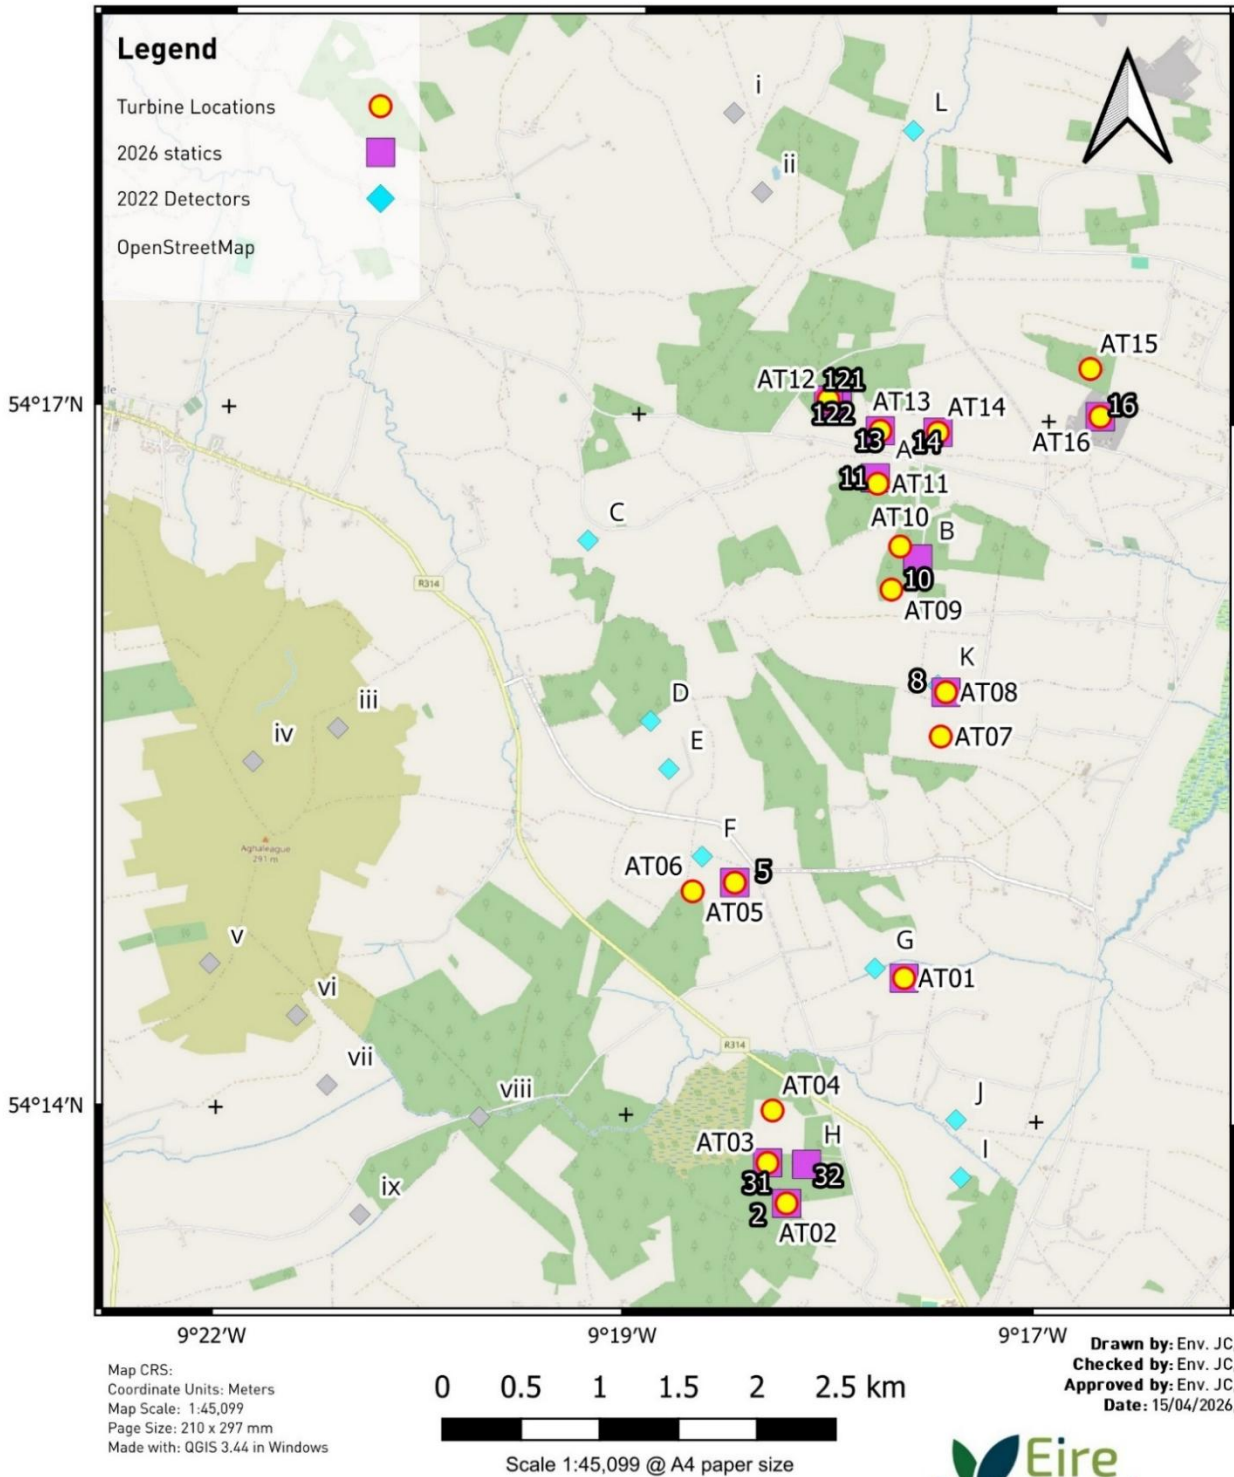 Legend
Turbine Locations
2026 statics
2022 Detectors
OpenStreetMap
i
L
ii
AT15
AT12
121
122
AT13
AT14
16
13
14
AT16
A
11
AT11
54°17'N
C
AT10
B
R314
10
AT09
K
8
AT08
D
iii
iv
E
AT07
Aghaleague
291 m
F
AT06
5
AT05
v
G
AT01
vi
R314
vii
viii
AT04
J
54°14'N
AT03
H
I
31
32
2
AT02
ix
9°22'W
9°19'W
9°17'W
Map CRS:
Coordinate Units: Meters
Map Scale: 1:45,099
Page Size: 210 x 297 mm
Made with: QGIS 3.44 in Windows
0 0.5 1 1.5 2 2.5 km
Scale 1:45,099 @ A4 paper size
Drawn by: Env. JC
Checked by: Env. JC
Approved by: Env. JC
Date: 15/04/2026
Eire